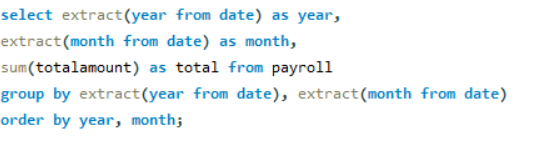 select extract(year from date) as year,
extract(month from date) as month,
sum(totalamount) as total from payroll
group by extract(year from date), extract(month from date)
order by year, month;